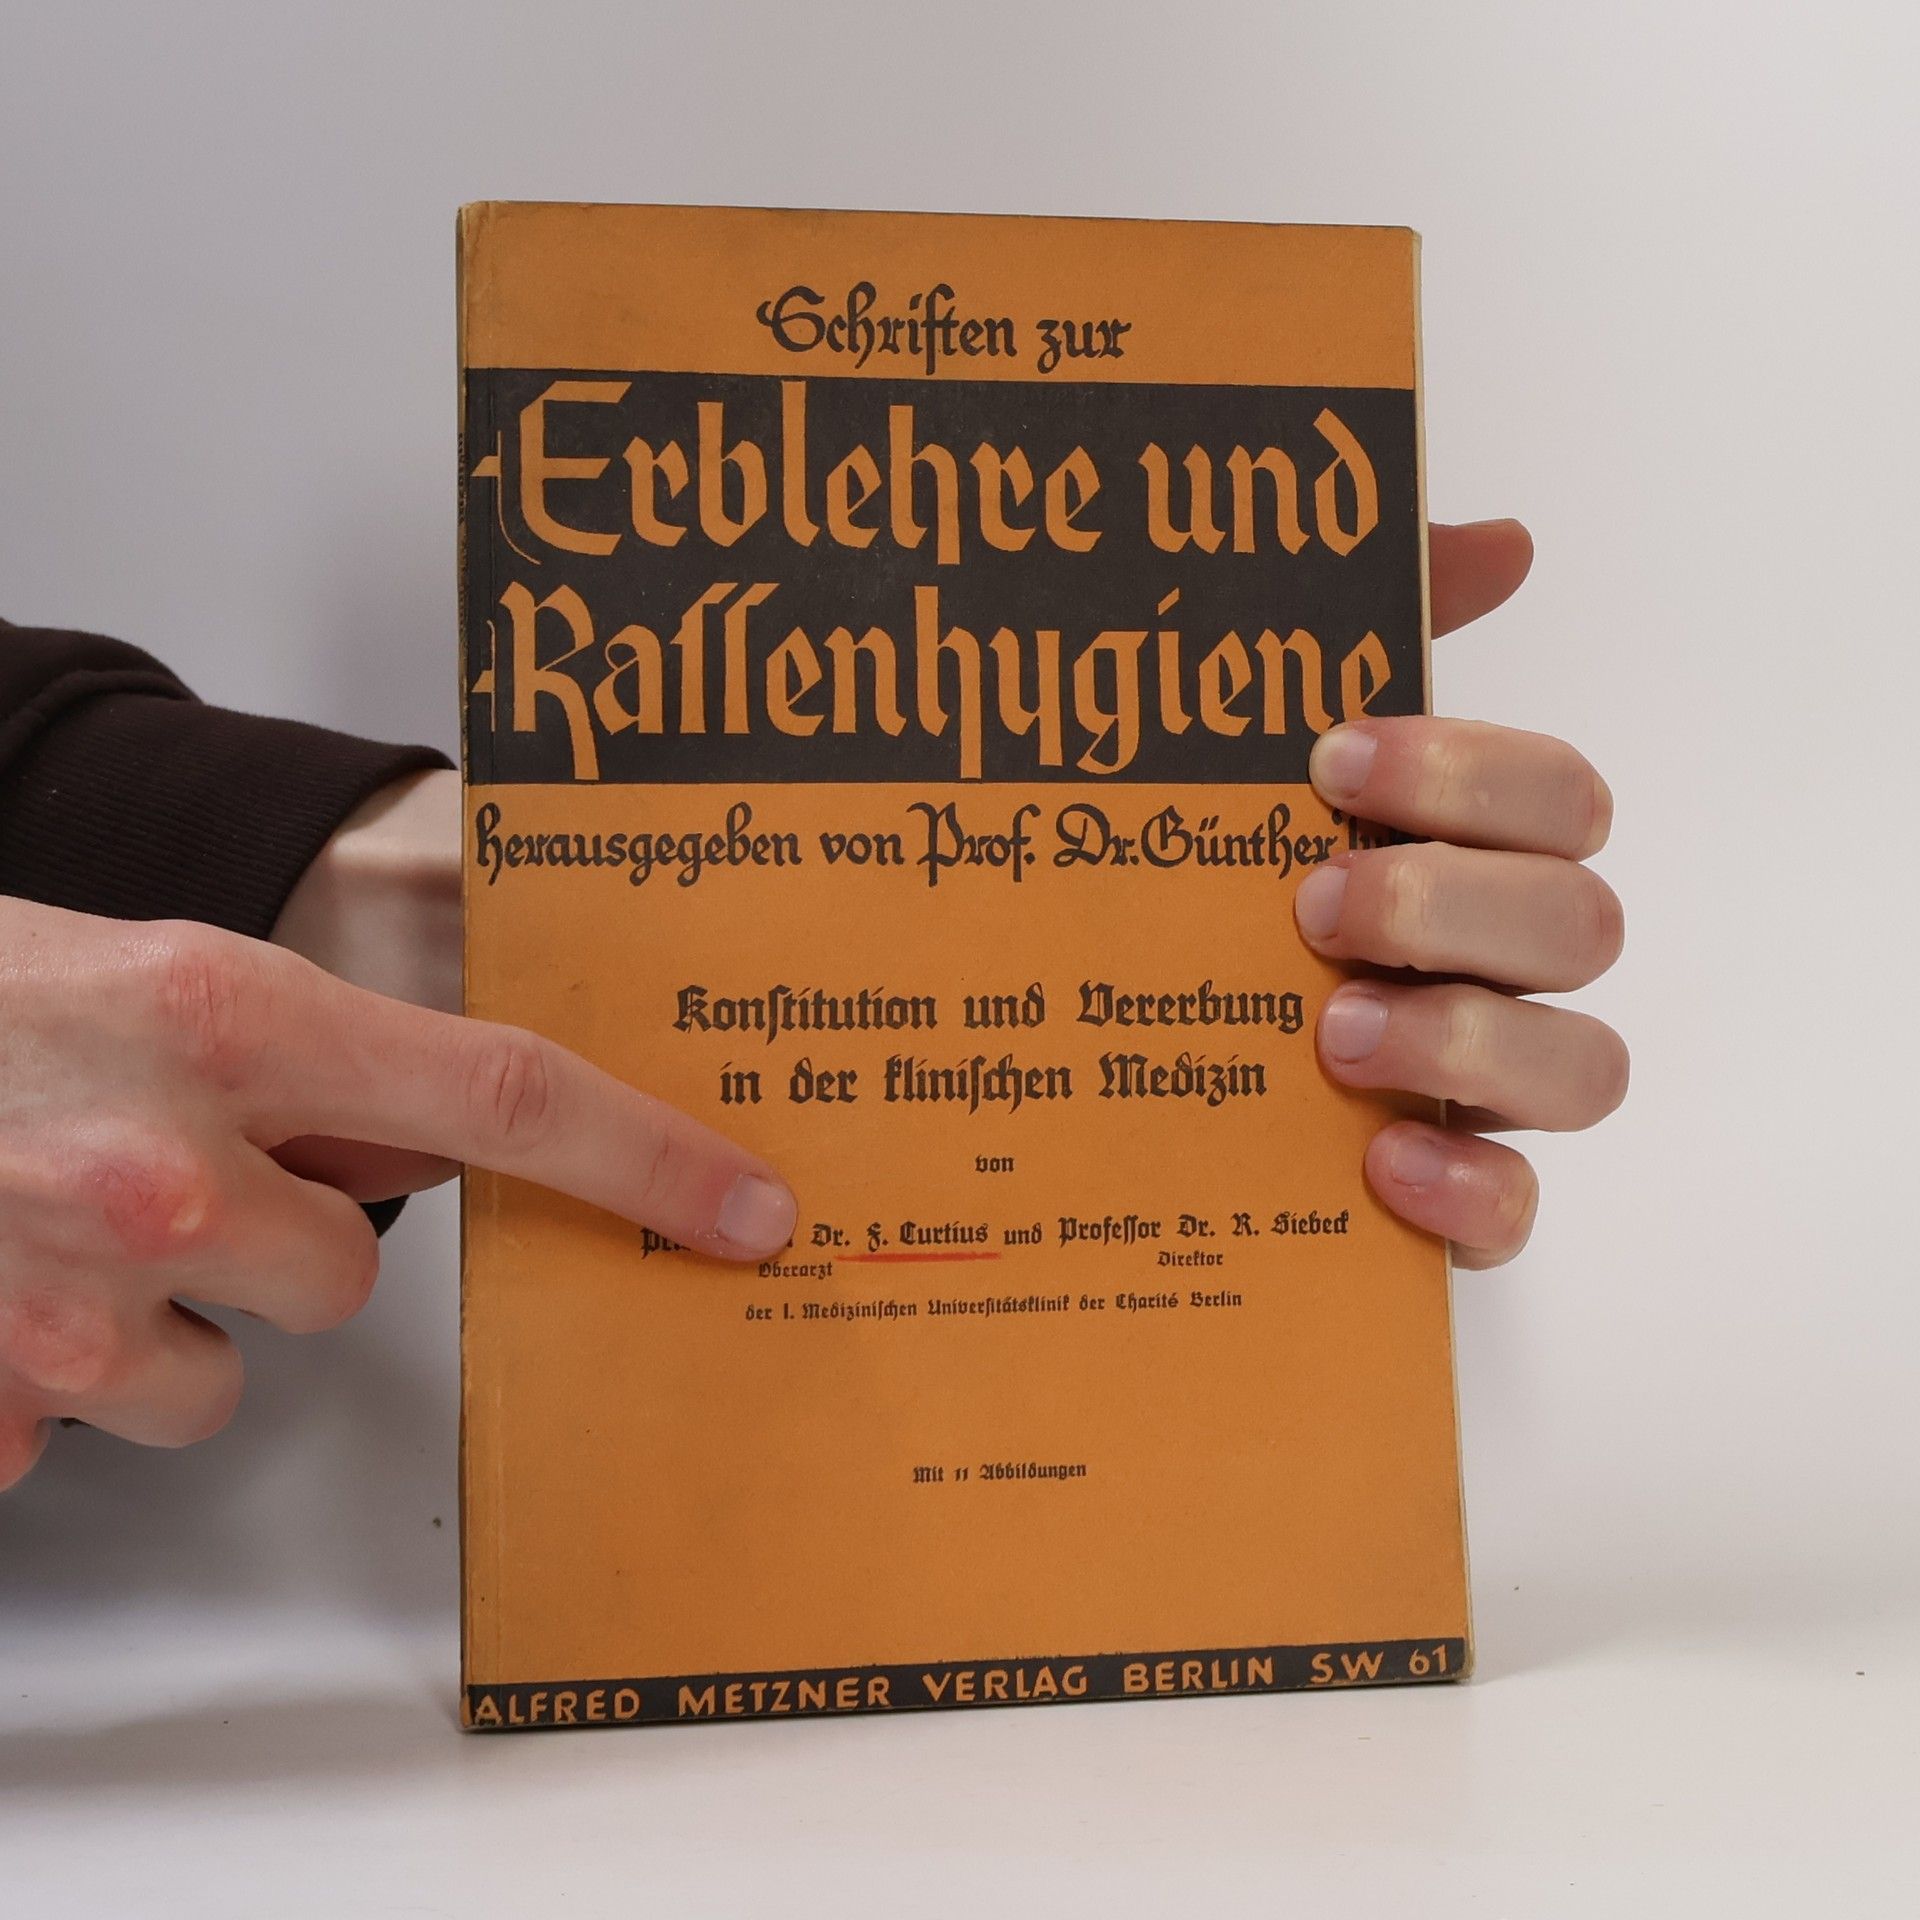 Schriften zur
Erblehre und
Rassenhygiene
herausgegeben von Prof. Dr. Günther
Konstitution und Vererbung
in der klinischen Medizin
von
Dr. F. Curtius und Professor Dr. R. Siebeck
Oberarzt Direktor
der I. Medizinischen Universitätsklinik der Charité Berlin
Mit 11 Abbildungen
ALFRED METZNER VERLAG BERLIN SW 61